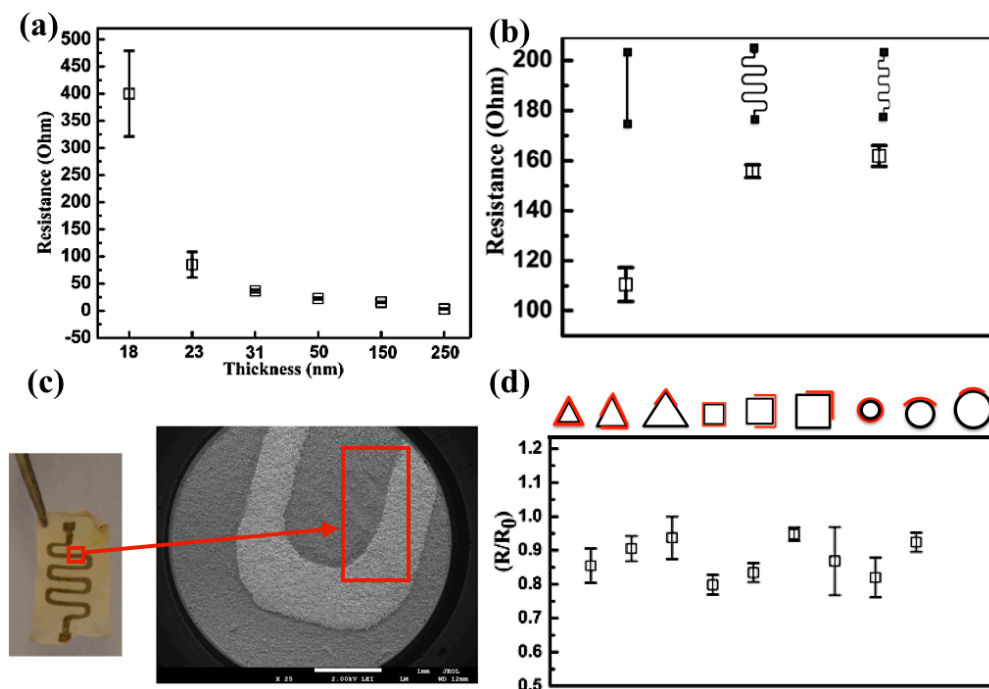 (a)
500
450
400
350
300
250
200
150
100
50
0
-50
Resistance (Ohm)
18 23 31 50 150 250
Thickness (nm)
(b)
200
180
160
140
120
100
Resistance (Ohm)
(c)
X 25 2.00kV LEI LM WD 12mm
1mm JEOL
(d)
1.2
1.1
1.0
0.9
0.8
0.7
0.6
0.5
(R/R0)